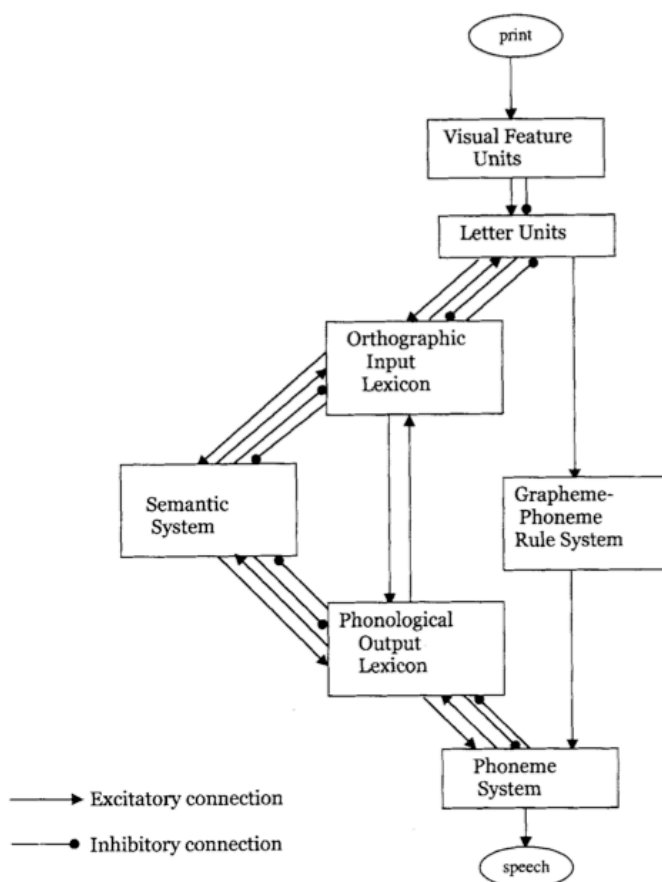 print
Visual Feature
Units
Letter Units
Orthographic
Input
Lexicon
Semantic
System
Grapheme-
Phoneme
Rule System
Phonological
Output
Lexicon
Phoneme
System
Excitatory connection
Inhibitory connection
speech